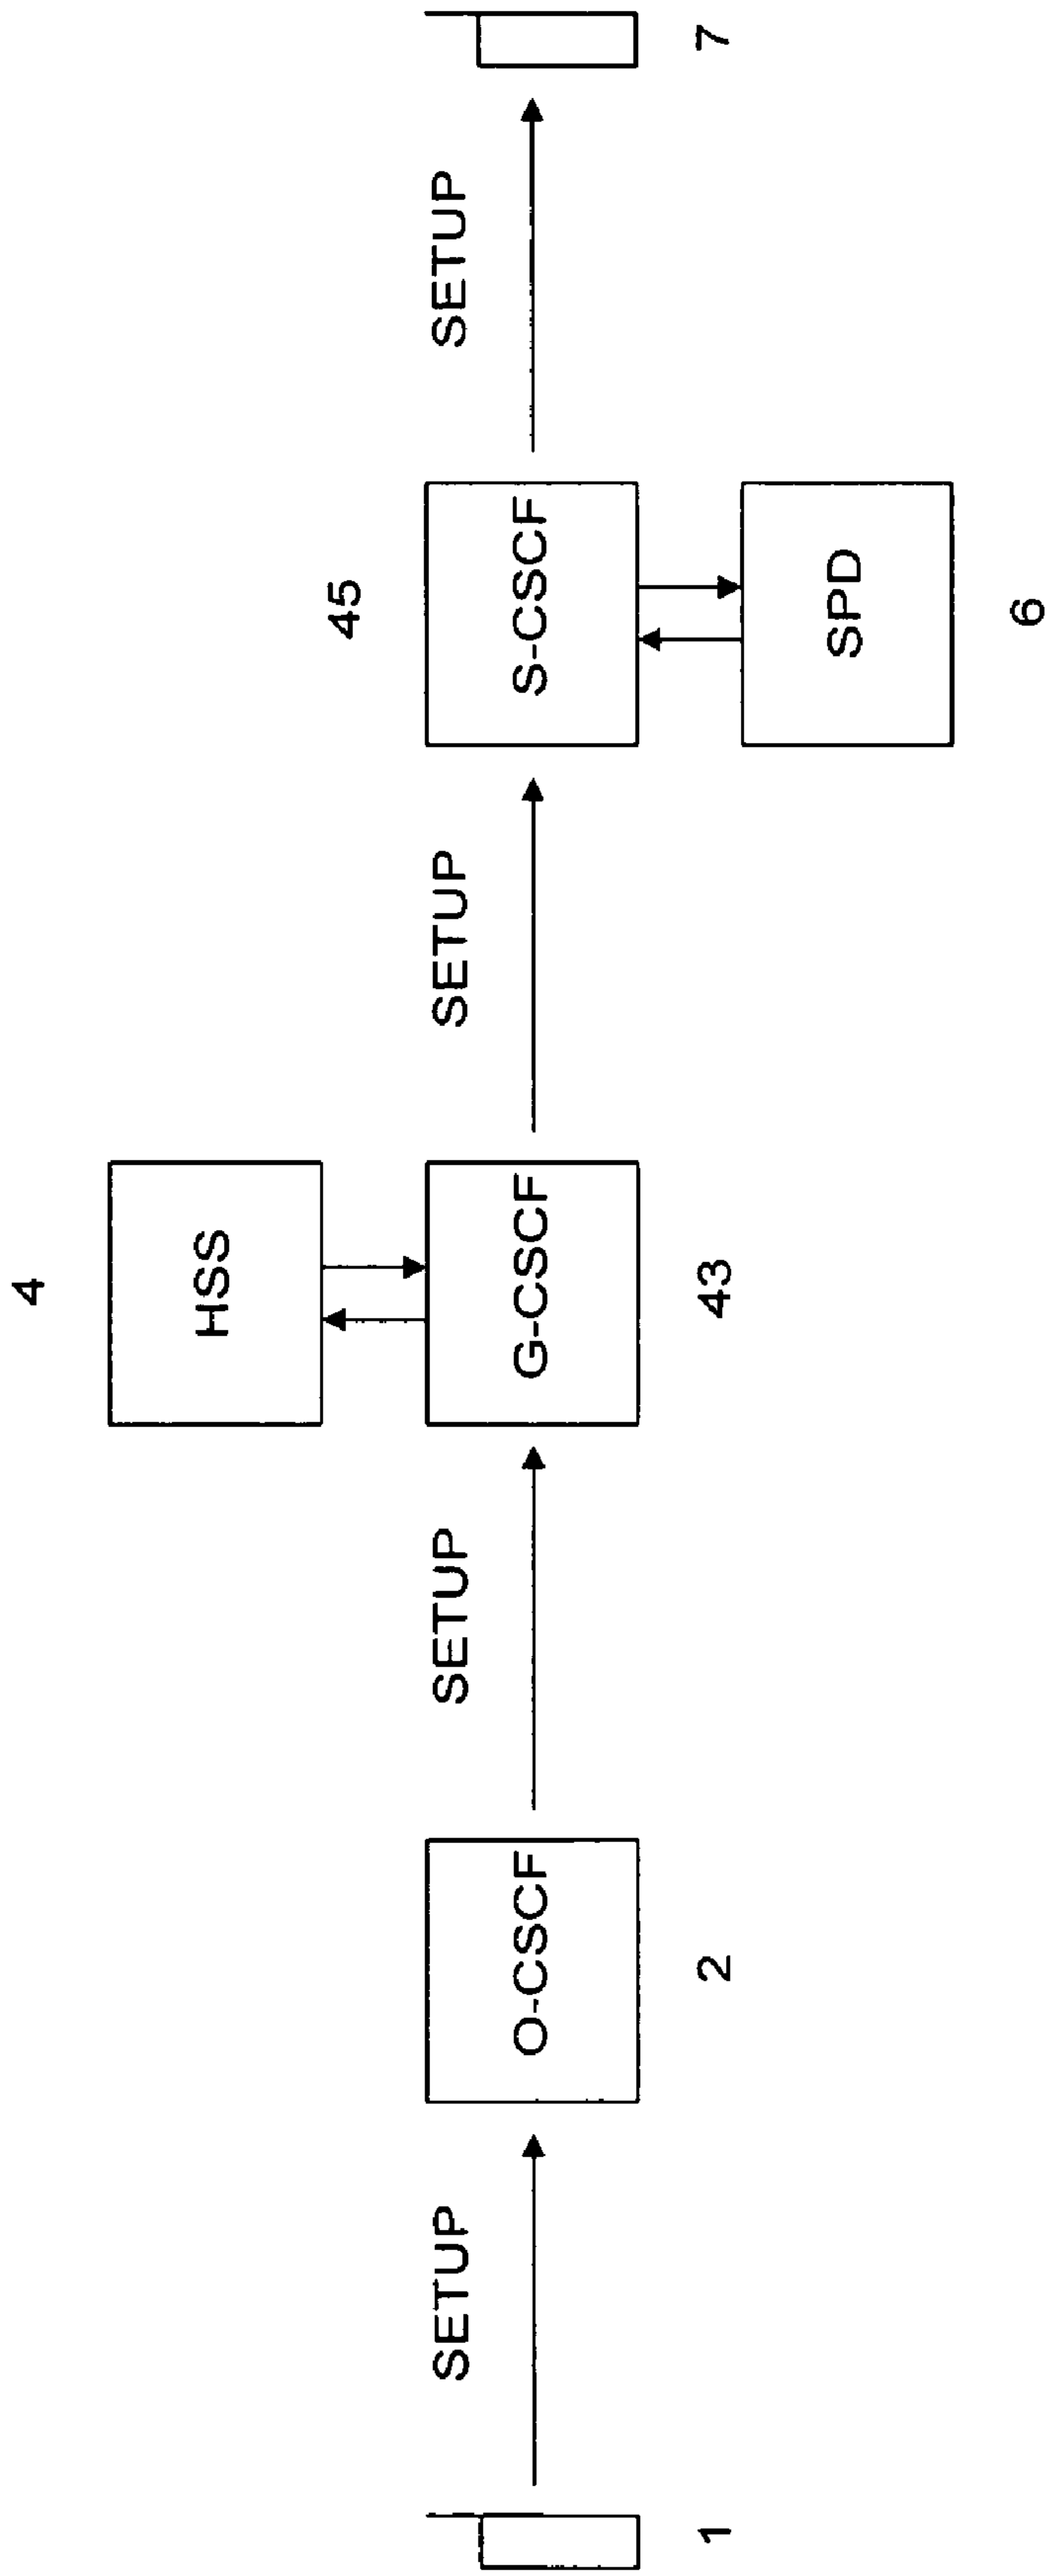 4
45
HSS
SETUP
SETUP
SETUP
SETUP
O-CSCF
G-CSCF
S-CSCF
1
2
43
7
SPD
6